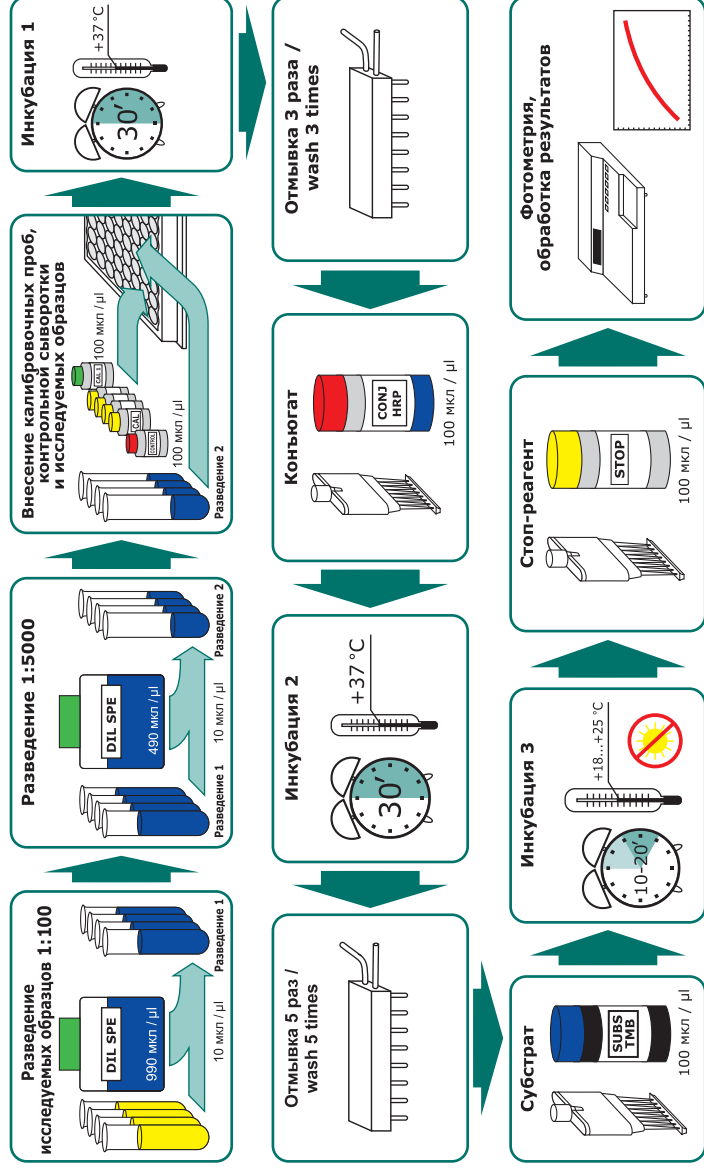 Разведение
исследуемых образцов 1:100
DIL SPE
990 мкл / µl
10 мкл / µl
Разведение 1
Разведение 1:5000
DIL SPE
490 мкл / µl
Разведение 1
10 мкл / µl
Разведение 2
Внесение калибровочных проб,
контрольной сыворотки
и исследуемых образцов
CAL 1
CAL
CONTROL
100 мкл / µl
100 мкл / µl
Разведение 2
Инкубация 1
30′
+37 °C
Отмывка 3 раза /
wash 3 times
Конъюгат
CONJ
HRP
100 мкл / µl
Инкубация 2
30′
+37 °C
Отмывка 5 раз /
wash 5 times
Субстрат
SUBS
TMB
100 мкл / µl
Инкубация 3
10-20′
+18...+25 °C
Стоп-реагент
STOP
100 мкл / µl
Фотометрия,
обработка результатов